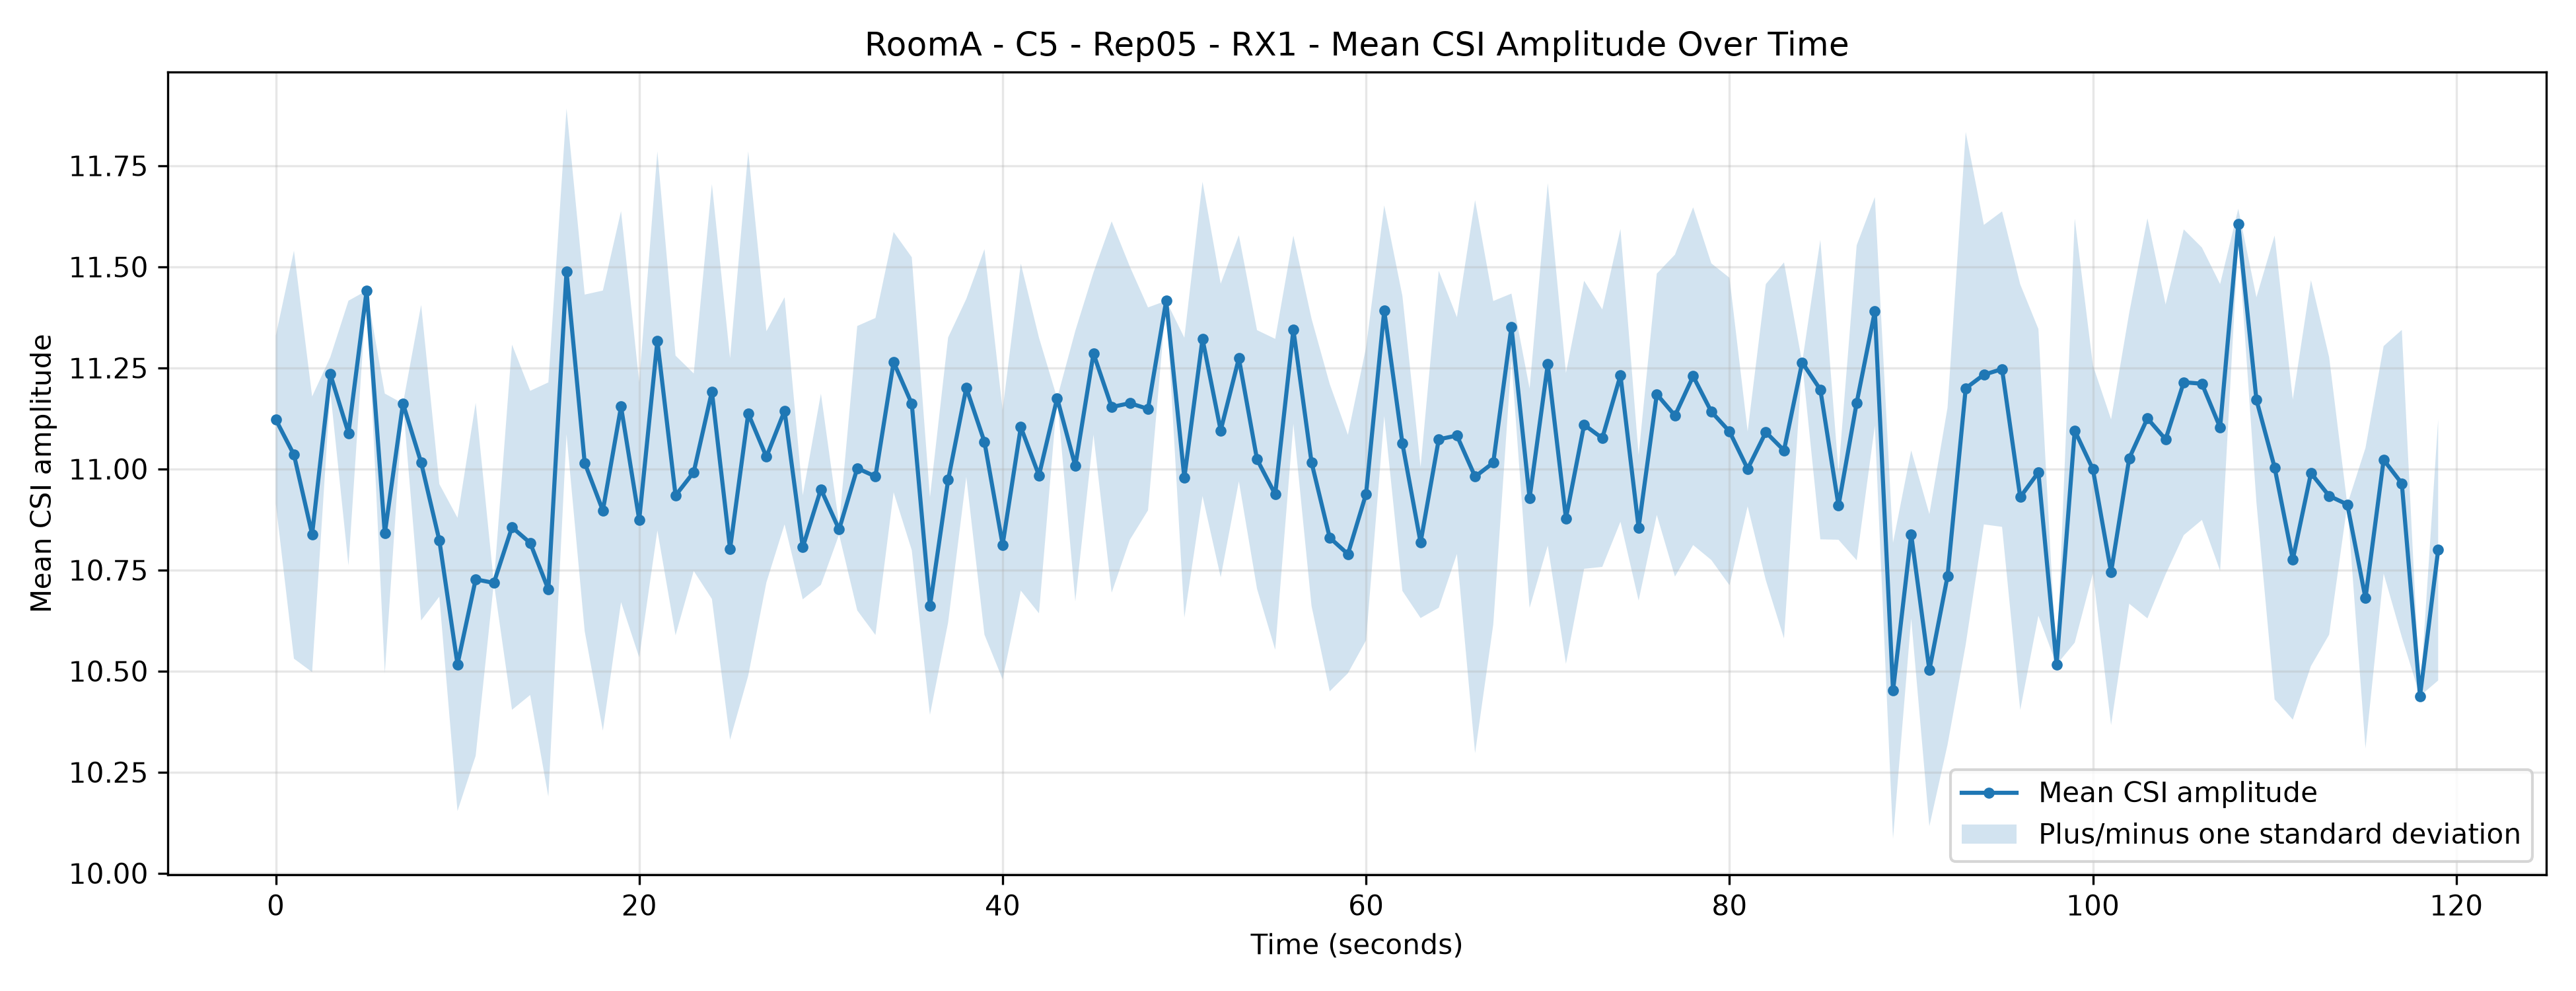 RoomA - C5 - Rep05 - RX1 - Mean CSI Amplitude Over Time
Mean CSI amplitude
11.75
11.50
11.25
11.00
10.75
10.50
10.25
10.00
Mean CSI amplitude
Plus/minus one standard deviation
0 20 40 60 80 100 120
Time (seconds)